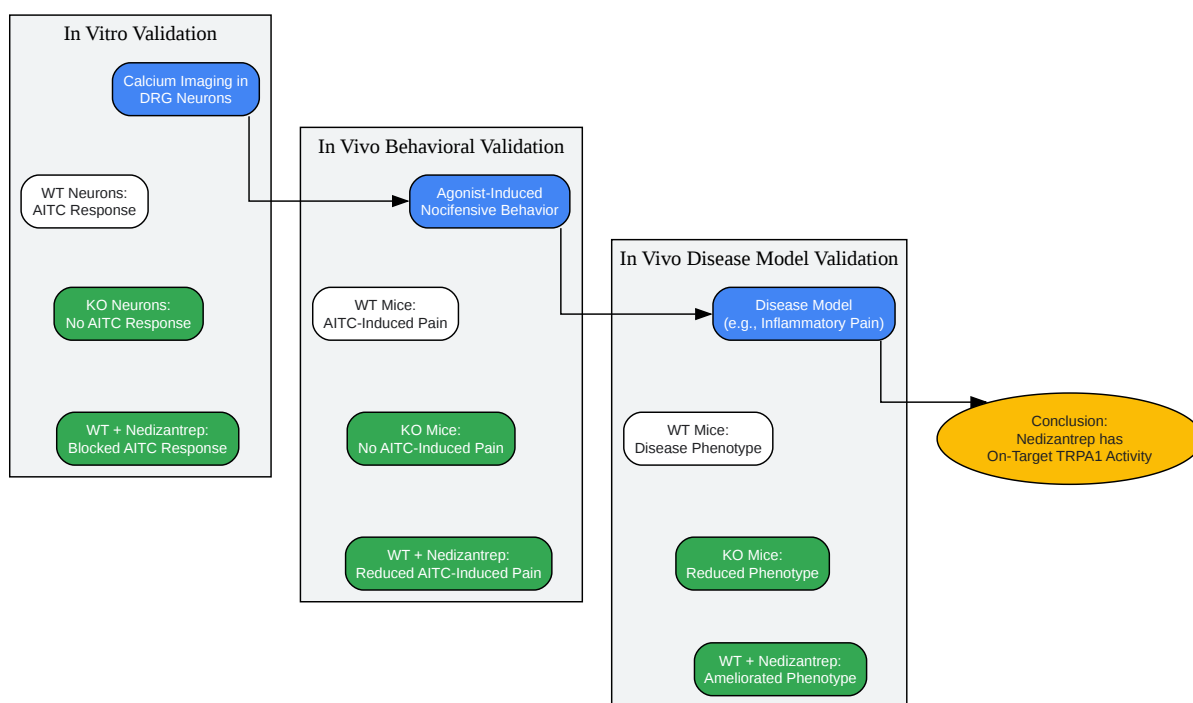 In Vitro Validation
Calcium Imaging in
DRG Neurons
WT Neurons:
AITC Response
KO Neurons:
No AITC Response
WT + Nedizantrep:
Blocked AITC Response
In Vivo Behavioral Validation
Agonist-Induced
Nocifensive Behavior
WT Mice:
AITC-Induced Pain
KO Mice:
No AITC-Induced Pain
WT + Nedizantrep:
Reduced AITC-Induced Pain
In Vivo Disease Model Validation
Disease Model
(e.g., Inflammatory Pain)
WT Mice:
Disease Phenotype
KO Mice:
Reduced Phenotype
WT + Nedizantrep:
Ameliorated Phenotype
Conclusion:
Nedizantrep has
On-Target TRPA1 Activity